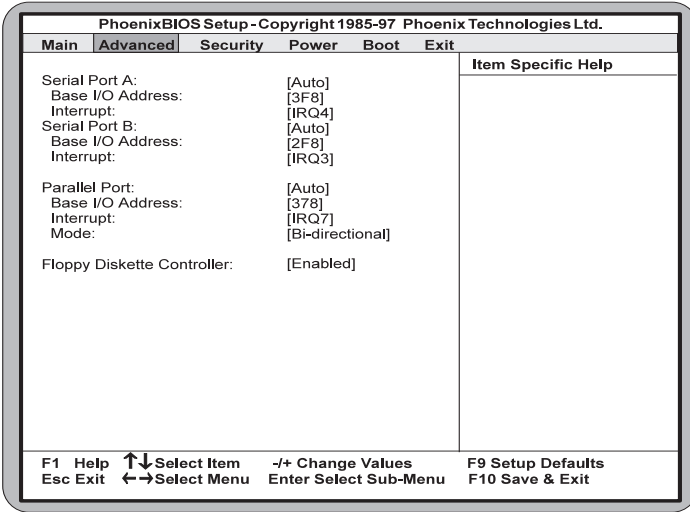 PhoenixBIOS Setup - Copyright 1985-97 Phoenix Technologies Ltd.
Main Advanced Security Power Boot Exit
Item Specific Help
Serial Port A: [Auto]
Base I/O Address: [3F8]
Interrupt: [IRQ4]
Serial Port B: [Auto]
Base I/O Address: [2F8]
Interrupt: [IRQ3]
Parallel Port: [Auto]
Base I/O Address: [378]
Interrupt: [IRQ7]
Mode: [Bi-directional]
Floppy Diskette Controller: [Enabled]
F1 Help ↑↓ Select Item -/+ Change Values F9 Setup Defaults
Esc Exit ←→ Select Menu Enter Select Sub-Menu F10 Save & Exit